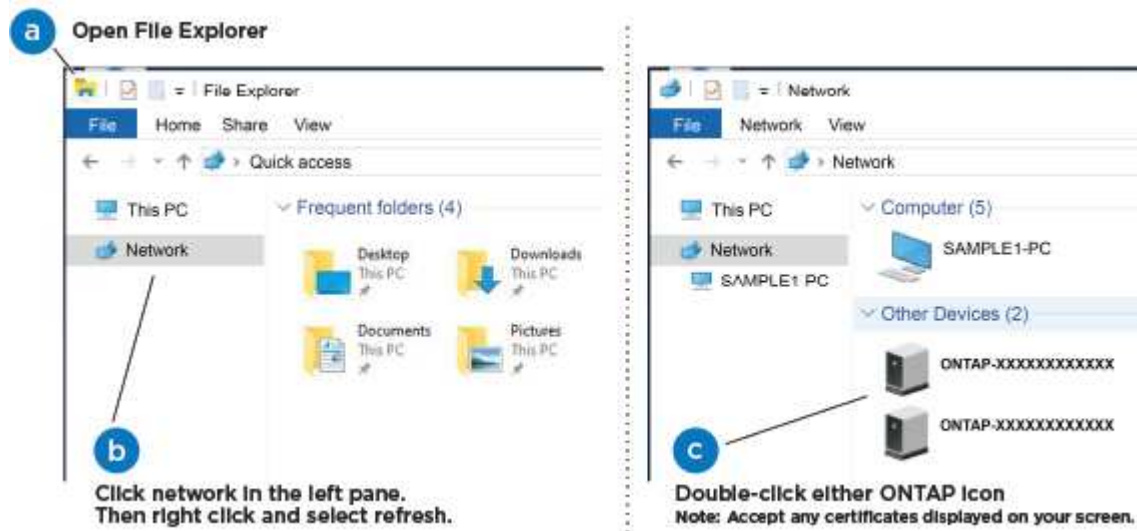 a Open File Explorer
File Explorer
File Home Share View
Quick access
This PC
Network
Frequent folders (4)
Desktop
This PC
Downloads
This PC
Documents
This PC
Pictures
This PC
b
Click network in the left pane.
Then right click and select refresh.
Network
File Network View
Network
This PC
Network
SAMPLE1 PC
Computer (5)
SAMPLE1-PC
Other Devices (2)
ONTAP-XXXXXXXXXXXX
ONTAP-XXXXXXXXXXXX
c
Double-click either ONTAP icon
Note: Accept any certificates displayed on your screen.